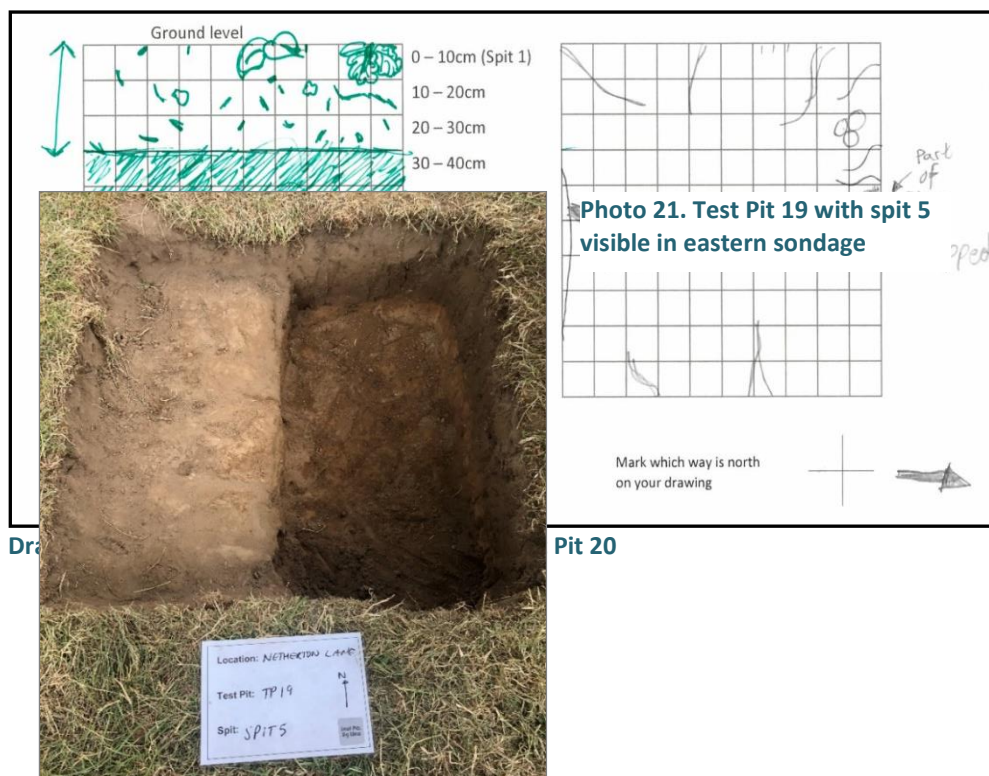 Ground level
0 – 10cm (Spit 1)
10 – 20cm
20 – 30cm
30 – 40cm
Part
of
Photo 21. Test Pit 19 with spit 5
visible in eastern sondage
Mark which way is north
on your drawing
Pit 20
Location: NETHERTON LANE
N
Test Pit: TP19
Spit: SPIT5